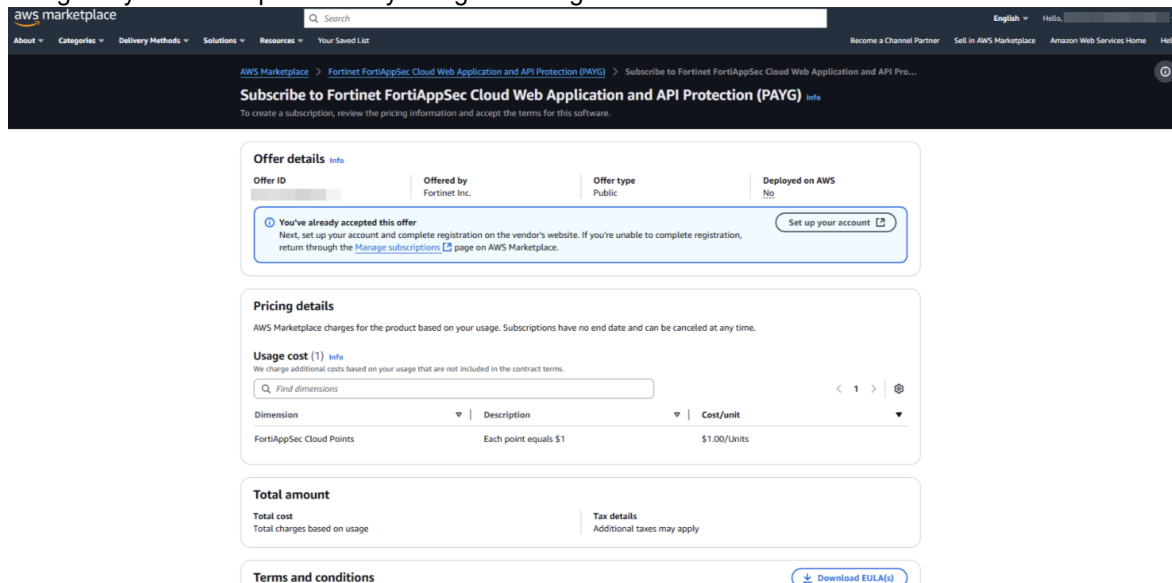 aws marketplace
Search
English
Hello,
About
Categories
Delivery Methods
Solutions
Resources
Your Saved List
Become a Channel Partner
Sell in AWS Marketplace
Amazon Web Services Home
Hel
AWS Marketplace > Fortinet FortiAppSec Cloud Web Application and API Protection (PAYG) > Subscribe to Fortinet FortiAppSec Cloud Web Application and API Pro...
Subscribe to Fortinet FortiAppSec Cloud Web Application and API Protection (PAYG) Info
To create a subscription, review the pricing information and accept the terms for this software.
Offer details Info
Offer ID
Offered by
Fortinet Inc.
Offer type
Public
Deployed on AWS
No
You've already accepted this offer
Next, set up your account and complete registration on the vendor's website. If you're unable to complete registration,
return through the Manage subscriptions page on AWS Marketplace.
Set up your account
Pricing details
AWS Marketplace charges for the product based on your usage. Subscriptions have no end date and can be canceled at any time.
Usage cost (1) Info
We charge additional costs based on your usage that are not included in the contract terms.
Find dimensions
< 1 >
Dimension
Description
Cost/unit
FortiAppSec Cloud Points
Each point equals $1
$1.00/Units
Total amount
Total cost
Total charges based on usage
Tax details
Additional taxes may apply
Terms and conditions
Download EULA(s)